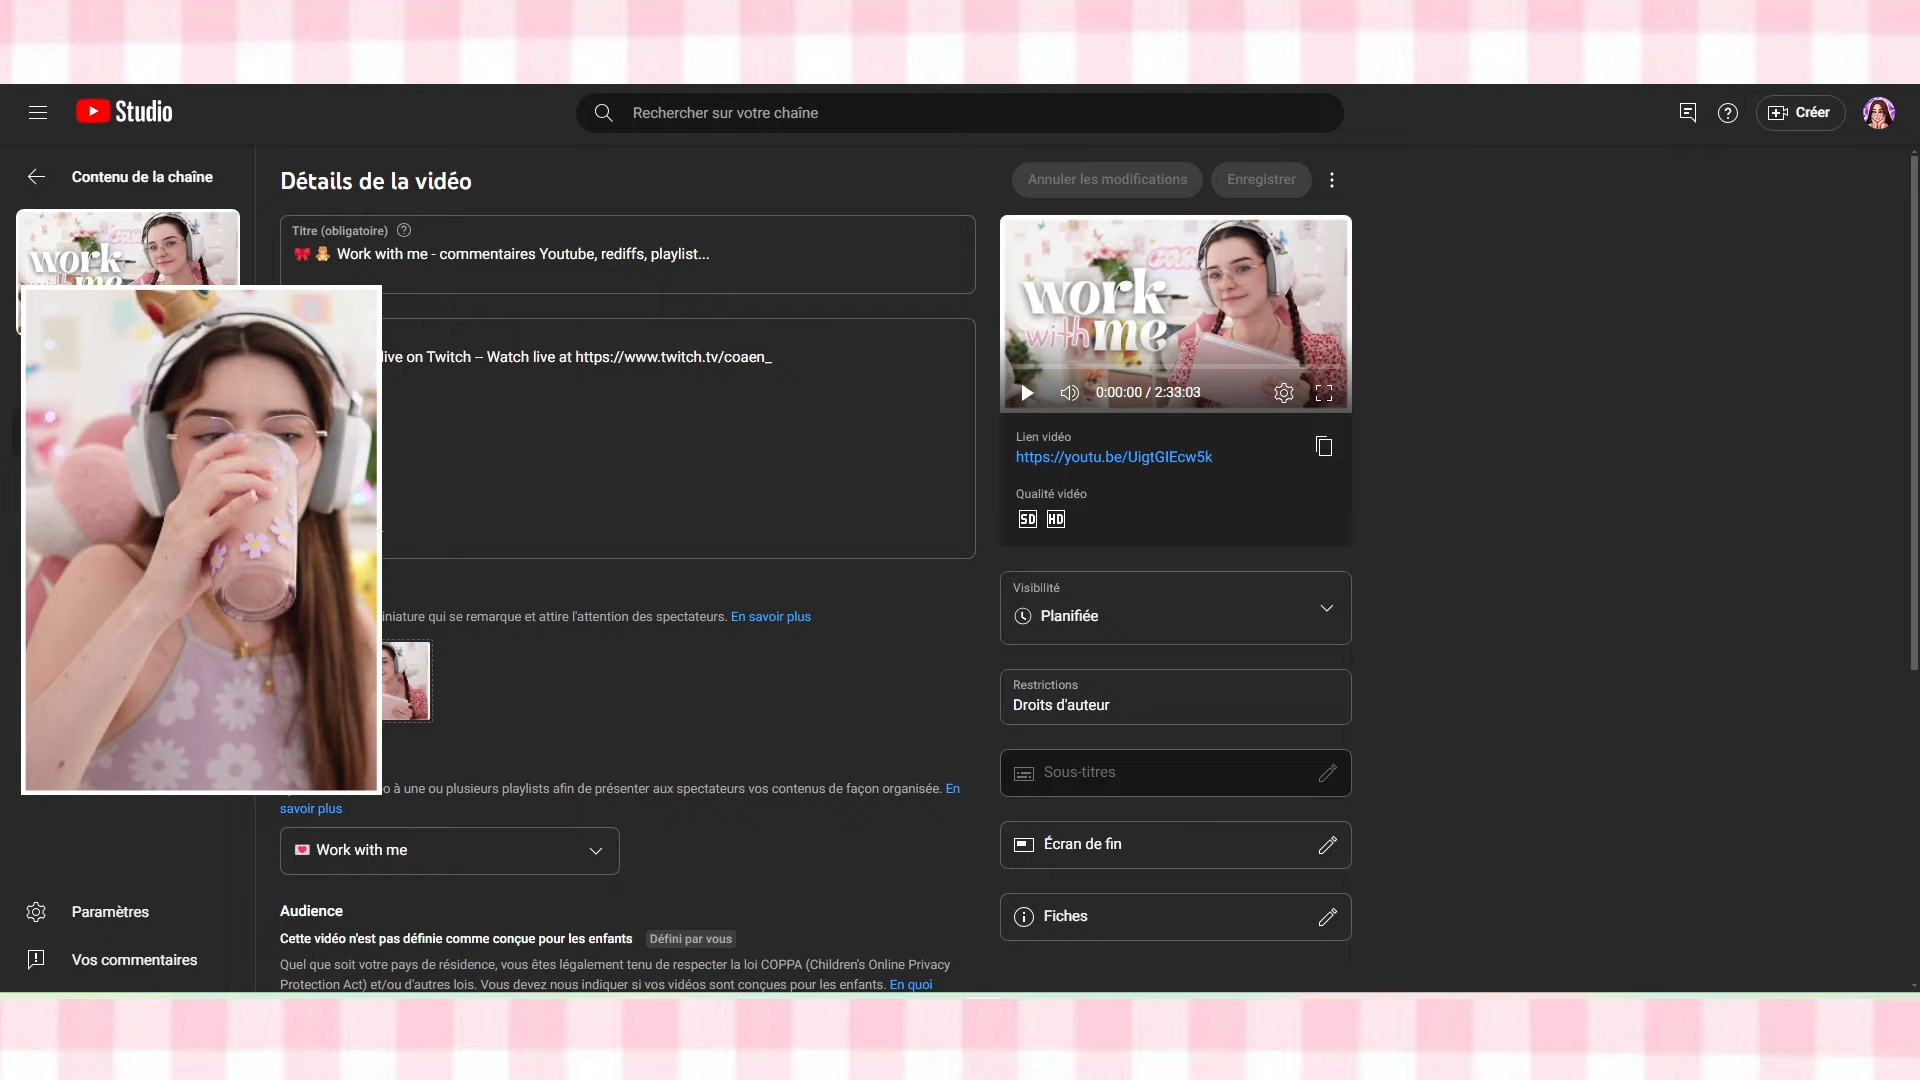 Studio
Rechercher sur votre chaîne
Créer
Contenu de la chaîne
Détails de la vidéo
Annuler les modifications
Enregistrer
work
me
Titre (obligatoire)
Work with me - commentaires Youtube, rediffs, playlist...
live on Twitch -- Watch live at https://www.twitch.tv/coaen_
work
with me
0:00:00 / 2:33:03
Lien vidéo
https://youtu.be/UigtGIEcw5k
Qualité vidéo
SD HD
Visibilité
Planifiée
iniature qui se remarque et attire l'attention des spectateurs. En savoir plus
Restrictions
Droits d'auteur
Sous-titres
o à une ou plusieurs playlists afin de présenter aux spectateurs vos contenus de façon organisée. En
savoir plus
Work with me
Écran de fin
Fiches
Paramètres
Vos commentaires
Audience
Cette vidéo n'est pas définie comme conçue pour les enfants Défini par vous
Quel que soit votre pays de résidence, vous êtes légalement tenu de respecter la loi COPPA (Children's Online Privacy
Protection Act) et/ou d'autres lois. Vous devez nous indiquer si vos vidéos sont conçues pour les enfants. En quoi